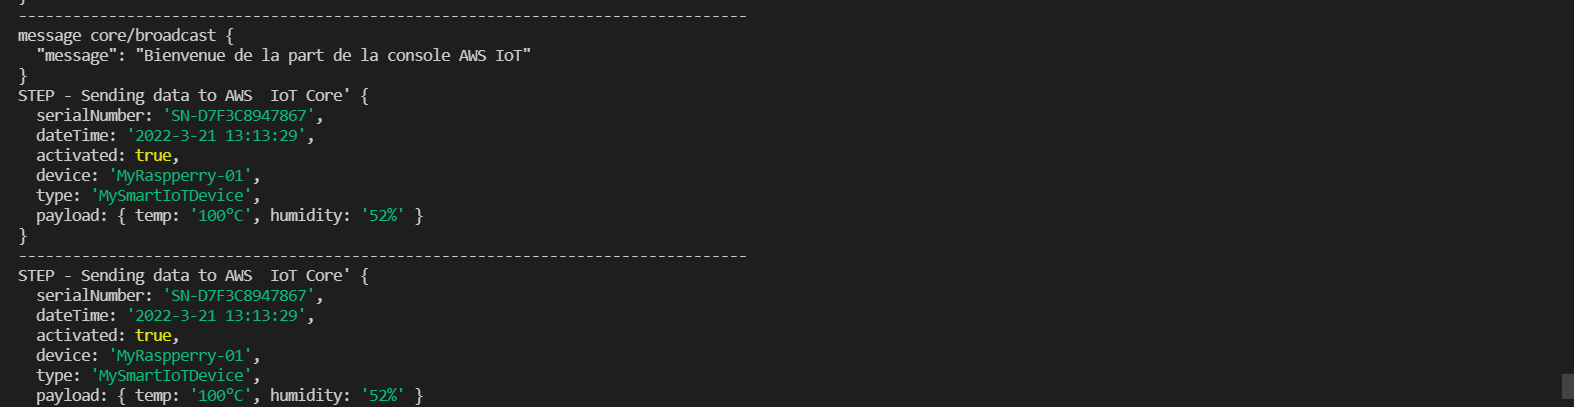 }
---------------------------------------------------------------------------------
message core/broadcast {
  "message": "Bienvenue de la part de la console AWS IoT"
}
STEP - Sending data to AWS  IoT Core' {
  serialNumber: 'SN-D7F3C8947867',
  dateTime: '2022-3-21 13:13:29',
  activated: true,
  device: 'MyRaspperry-01',
  type: 'MySmartIoTDevice',
  payload: { temp: '100°C', humidity: '52%' }
}
---------------------------------------------------------------------------------
STEP - Sending data to AWS  IoT Core' {
  serialNumber: 'SN-D7F3C8947867',
  dateTime: '2022-3-21 13:13:29',
  activated: true,
  device: 'MyRaspperry-01',
  type: 'MySmartIoTDevice',
  payload: { temp: '100°C', humidity: '52%' }